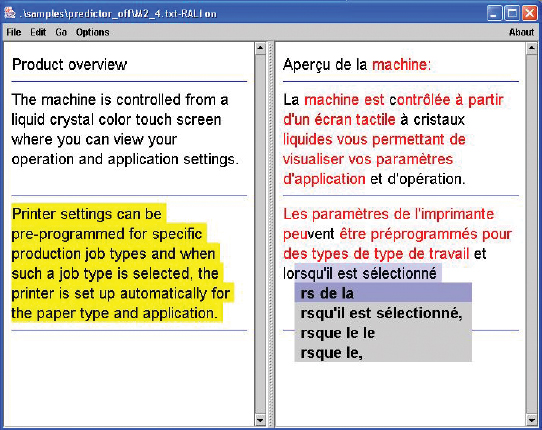 ..\samples\predictor_off\M2_4.txt-RALI on
File Edit Go Options About
Product overview
The machine is controlled from a
liquid crystal color touch screen
where you can view your
operation and application settings.
Printer settings can be
pre-programmed for specific
production job types and when
such a job type is selected, the
printer is set up automatically for
the paper type and application.
Aperçu de la machine:
La machine est contrôlée à partir
d'un écran tactile à cristaux
liquides vous permettant de
visualiser vos paramètres
d'application et d'opération.
Les paramètres de l'imprimante
peuvent être préprogrammés pour
des types de type de travail et
lorsqu'il est sélectionné
rs de la
rsqu'il est sélectionné,
rsque le le
rsque le,